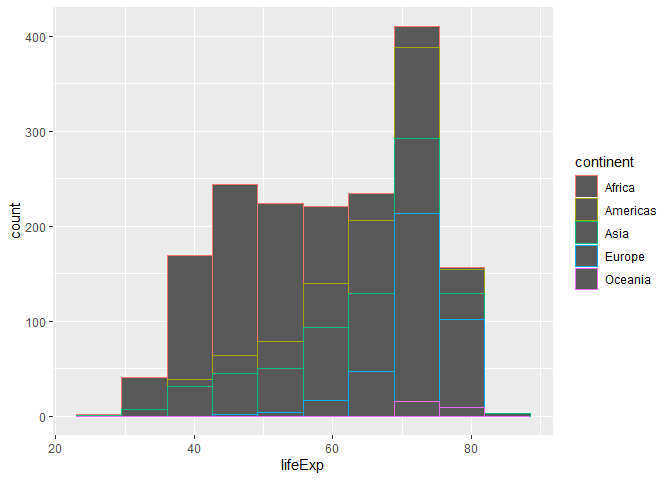 400
300
200
100
0
count
20
40
60
80
lifeExp
continent
Africa
Americas
Asia
Europe
Oceania